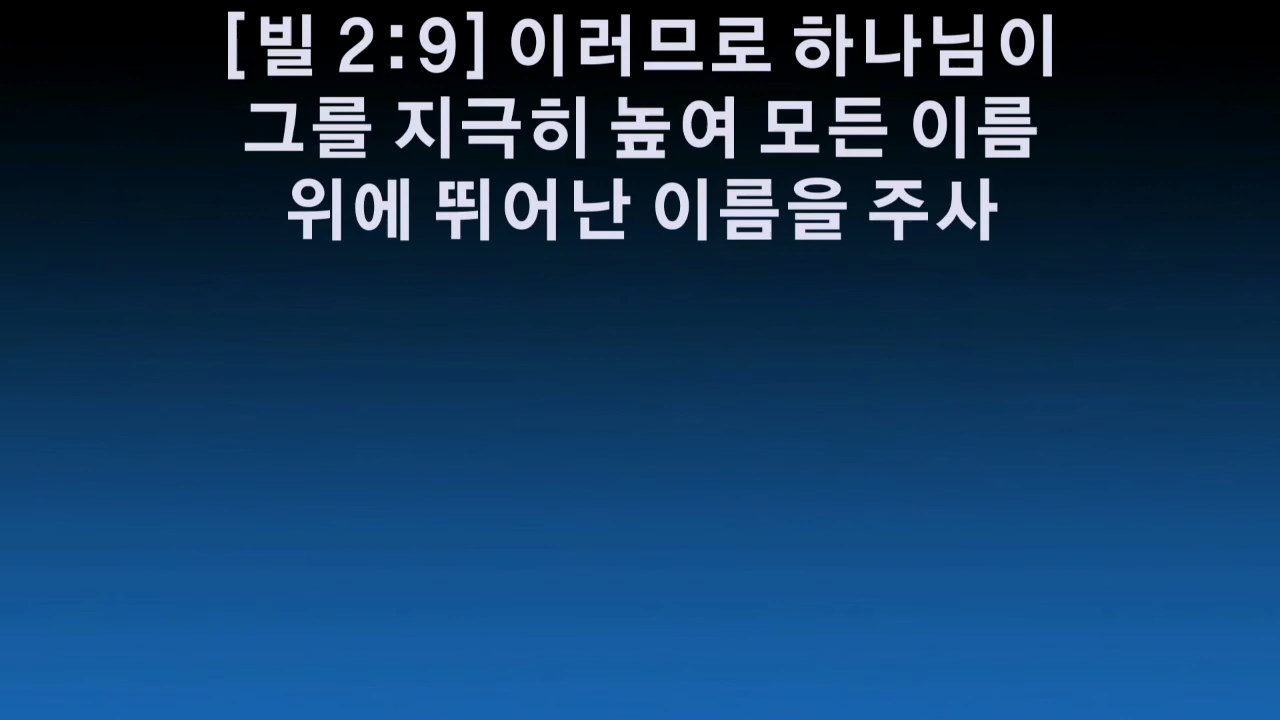 [빌 2:9] 이러므로 하나님이
그를 지극히 높여 모든 이름
위에 뛰어난 이름을 주사